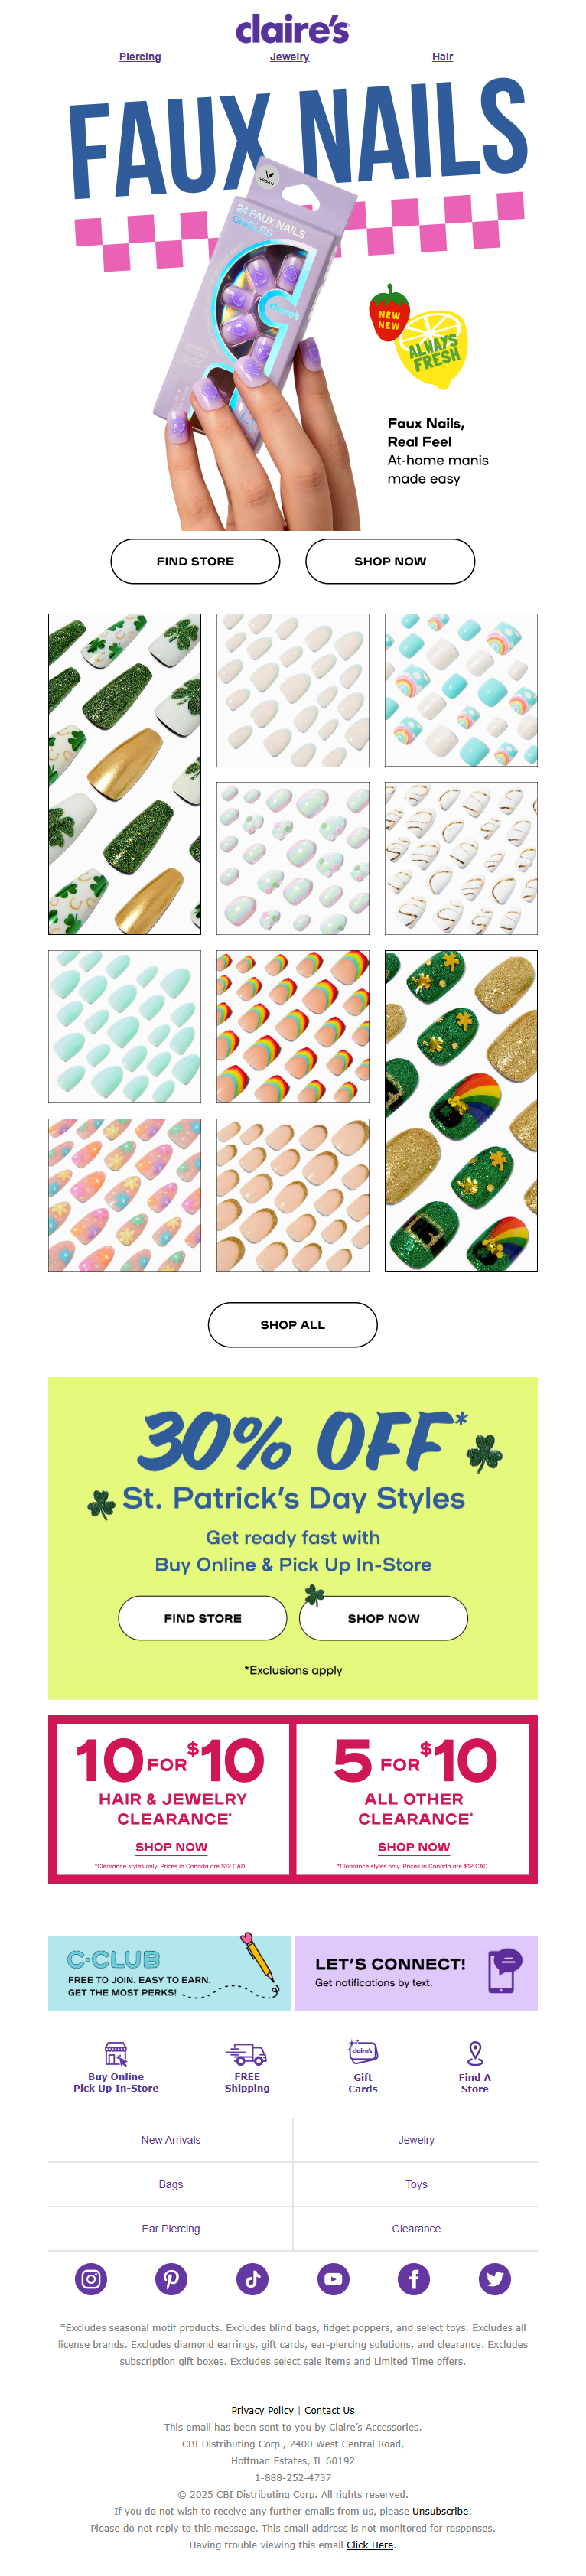 claire's
Piercing
Jewelry
Hair
FAUX NAILS
VEGAN
24 FAUX NAILS
ONGLES
claire's
NEW
NEW
ALWAYS
FRESH
Faux Nails,
Real Feel
At-home manis
made easy
FIND STORE
SHOP NOW
SHOP ALL
30% OFF*
St. Patrick's Day Styles
Get ready fast with
Buy Online & Pick Up In-Store
FIND STORE
SHOP NOW
*Exclusions apply
10 FOR $10
HAIR & JEWELRY
CLEARANCE*
SHOP NOW
*Clearance styles only. Prices in Canada are $12 CAD.
5 FOR $10
ALL OTHER
CLEARANCE*
SHOP NOW
*Clearance styles only. Prices in Canada are $12 CAD.
C•CLUB
FREE TO JOIN. EASY TO EARN.
GET THE MOST PERKS!
LET'S CONNECT!
Get notifications by text.
Buy Online
Pick Up In-Store
FREE
Shipping
claire's
Gift
Cards
Find A
Store
New Arrivals
Jewelry
Bags
Toys
Ear Piercing
Clearance
*Excludes seasonal motif products. Excludes blind bags, fidget poppers, and select toys. Excludes all
license brands. Excludes diamond earrings, gift cards, ear-piercing solutions, and clearance. Excludes
subscription gift boxes. Excludes select sale items and Limited Time offers.
Privacy Policy | Contact Us
This email has been sent to you by Claire's Accessories.
CBI Distributing Corp., 2400 West Central Road,
Hoffman Estates, IL 60192
1-888-252-4737
© 2025 CBI Distributing Corp. All rights reserved.
If you do not wish to receive any further emails from us, please Unsubscribe.
Please do not reply to this message. This email address is not monitored for responses.
Having trouble viewing this email Click Here.